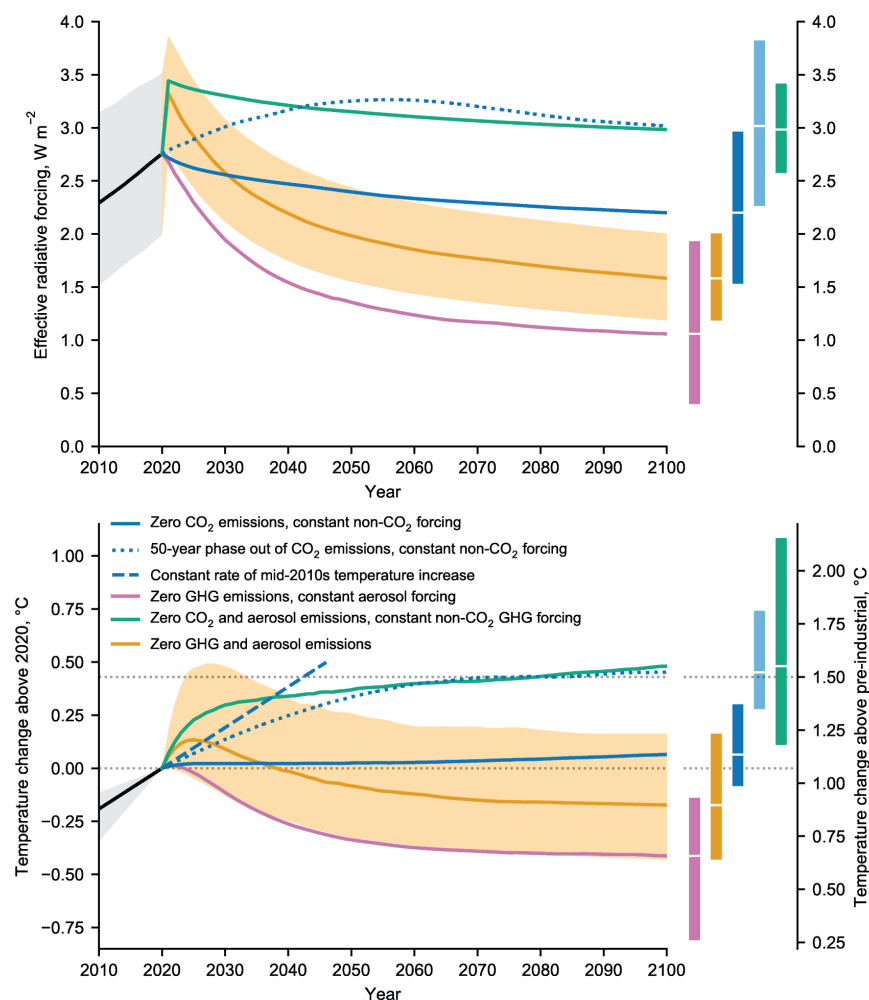 4.0
3.5
3.0
2.5
2.0
1.5
1.0
0.5
0.0
Effective radiative forcing, W m⁻²
4.0
3.5
3.0
2.5
2.0
1.5
1.0
0.5
0.0
2010 2020 2030 2040 2050 2060 2070 2080 2090 2100
Year
Zero CO₂ emissions, constant non-CO₂ forcing
50-year phase out of CO₂ emissions, constant non-CO₂ forcing
Constant rate of mid-2010s temperature increase
Zero GHG emissions, constant aerosol forcing
Zero CO₂ and aerosol emissions, constant non-CO₂ GHG forcing
Zero GHG and aerosol emissions
1.00
0.75
0.50
0.25
0.00
−0.25
−0.50
−0.75
Temperature change above 2020, °C
2.00
1.75
1.50
1.25
1.00
0.75
0.50
0.25
Temperature change above pre-industrial, °C
2010 2020 2030 2040 2050 2060 2070 2080 2090 2100
Year